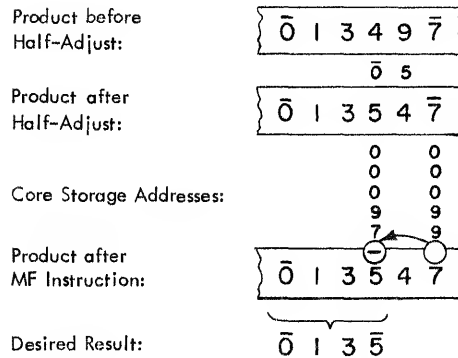 Product before
Half-Adjust: 0̄ 1 3 4 9 7̄
0̄ 5
Product after
Half-Adjust: 0̄ 1 3 5 4 7̄
0 0
0 0
Core Storage Addresses: 0 0
9 9
7 9
Product after −
MF Instruction: 0̄ 1 3 5 4 7
Desired Result: 0̄ 1 3 5̄